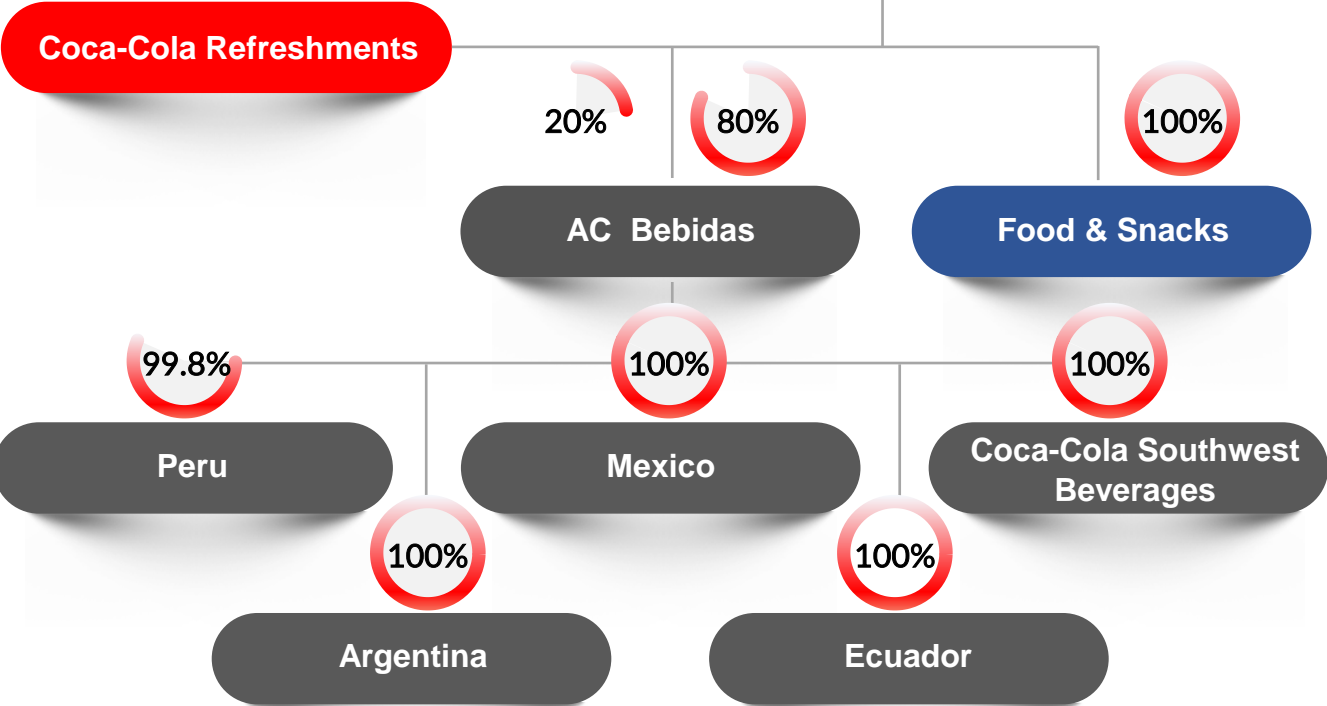 Coca-Cola Refreshments
20%
80%
100%
AC  Bebidas
Food & Snacks
99.8%
100%
100%
Peru
Mexico
Coca-Cola Southwest
Beverages
100%
100%
Argentina
Ecuador